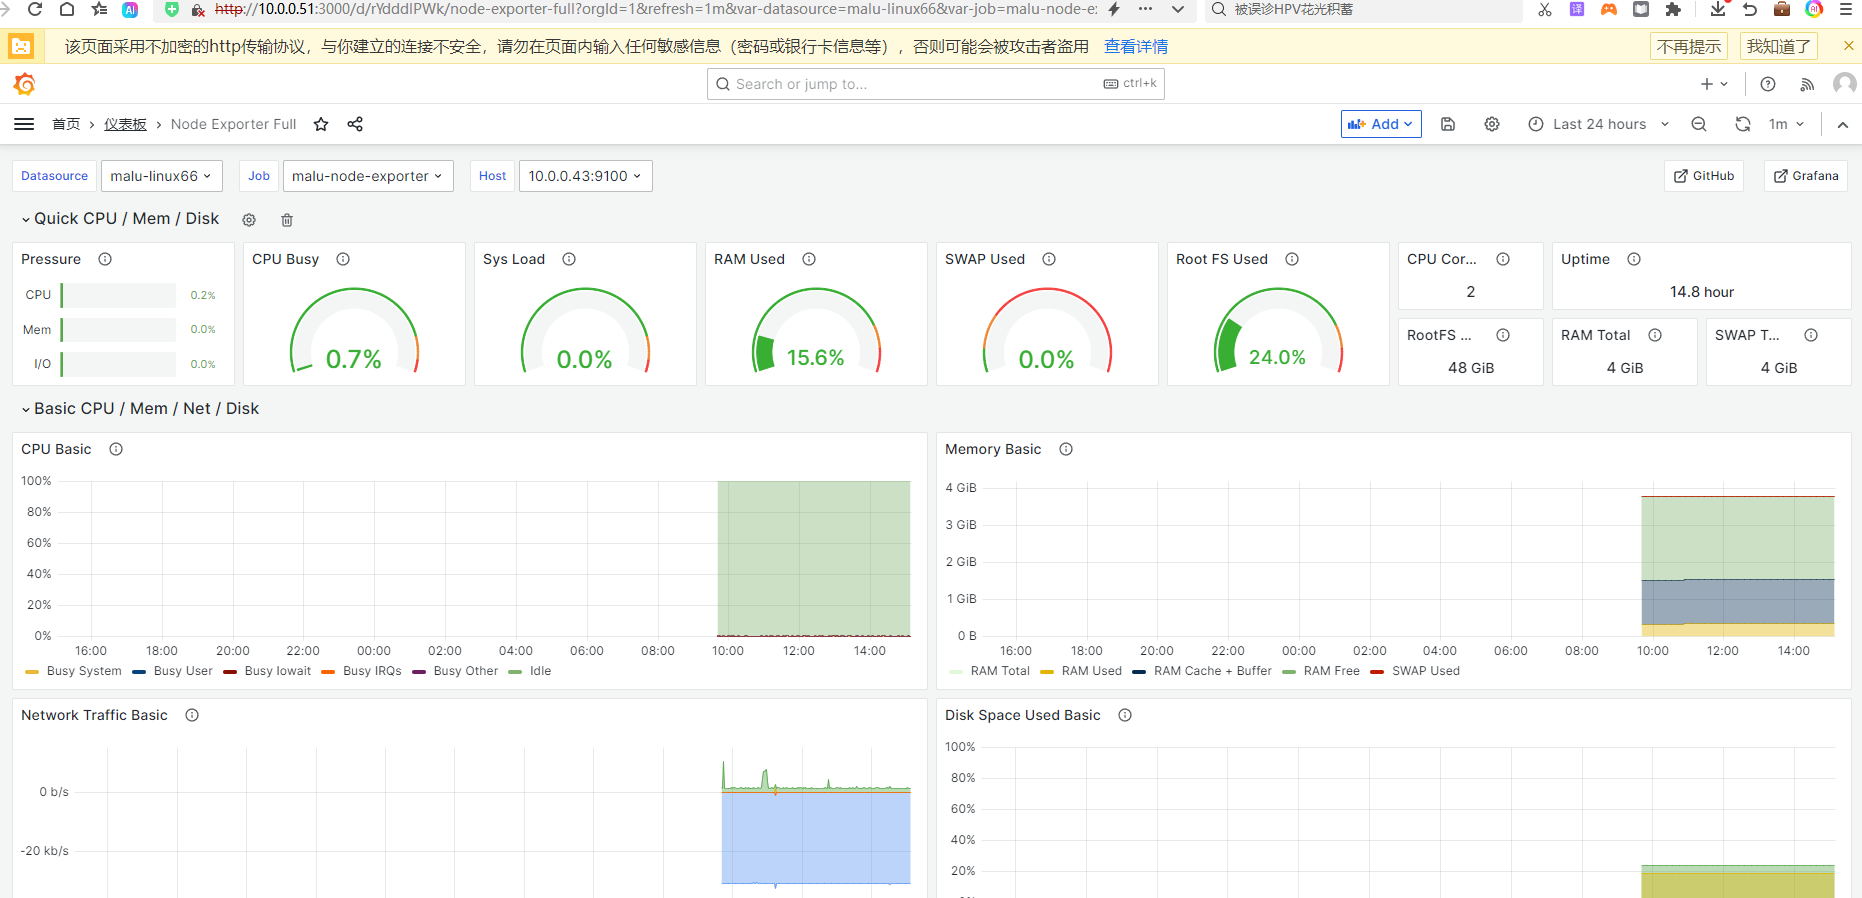 http://10.0.0.51:3000/d/rYdddlPWk/node-exporter-full?orgId=1&refresh=1m&var-datasource=malu-linux66&var-job=malu-node-e:
被误诊HPV花光积蓄
该页面采用不加密的http传输协议，与你建立的连接不安全，请勿在页面内输入任何敏感信息（密码或银行卡信息等），否则可能会被攻击者盗用 查看详情
不再提示 我知道了
Search or jump to... ctrl+k
首页 › 仪表板 › Node Exporter Full
Add Last 24 hours 1m
Datasource malu-linux66 Job malu-node-exporter Host 10.0.0.43:9100 GitHub Grafana
Quick CPU / Mem / Disk
Pressure CPU Busy Sys Load RAM Used SWAP Used Root FS Used CPU Cor... Uptime
CPU 0.2%
Mem 0.0%
I/O 0.0%
0.7% 0.0% 15.6% 0.0% 24.0%
2 14.8 hour
RootFS ... RAM Total SWAP T...
48 GiB 4 GiB 4 GiB
Basic CPU / Mem / Net / Disk
CPU Basic
100%
80%
60%
40%
20%
0%
16:00 18:00 20:00 22:00 00:00 02:00 04:00 06:00 08:00 10:00 12:00 14:00
Busy System Busy User Busy Iowait Busy IRQs Busy Other Idle
Memory Basic
4 GiB
3 GiB
2 GiB
1 GiB
0 B
16:00 18:00 20:00 22:00 00:00 02:00 04:00 06:00 08:00 10:00 12:00 14:00
RAM Total RAM Used RAM Cache + Buffer RAM Free SWAP Used
Network Traffic Basic
0 b/s
-20 kb/s
Disk Space Used Basic
100%
80%
60%
40%
20%